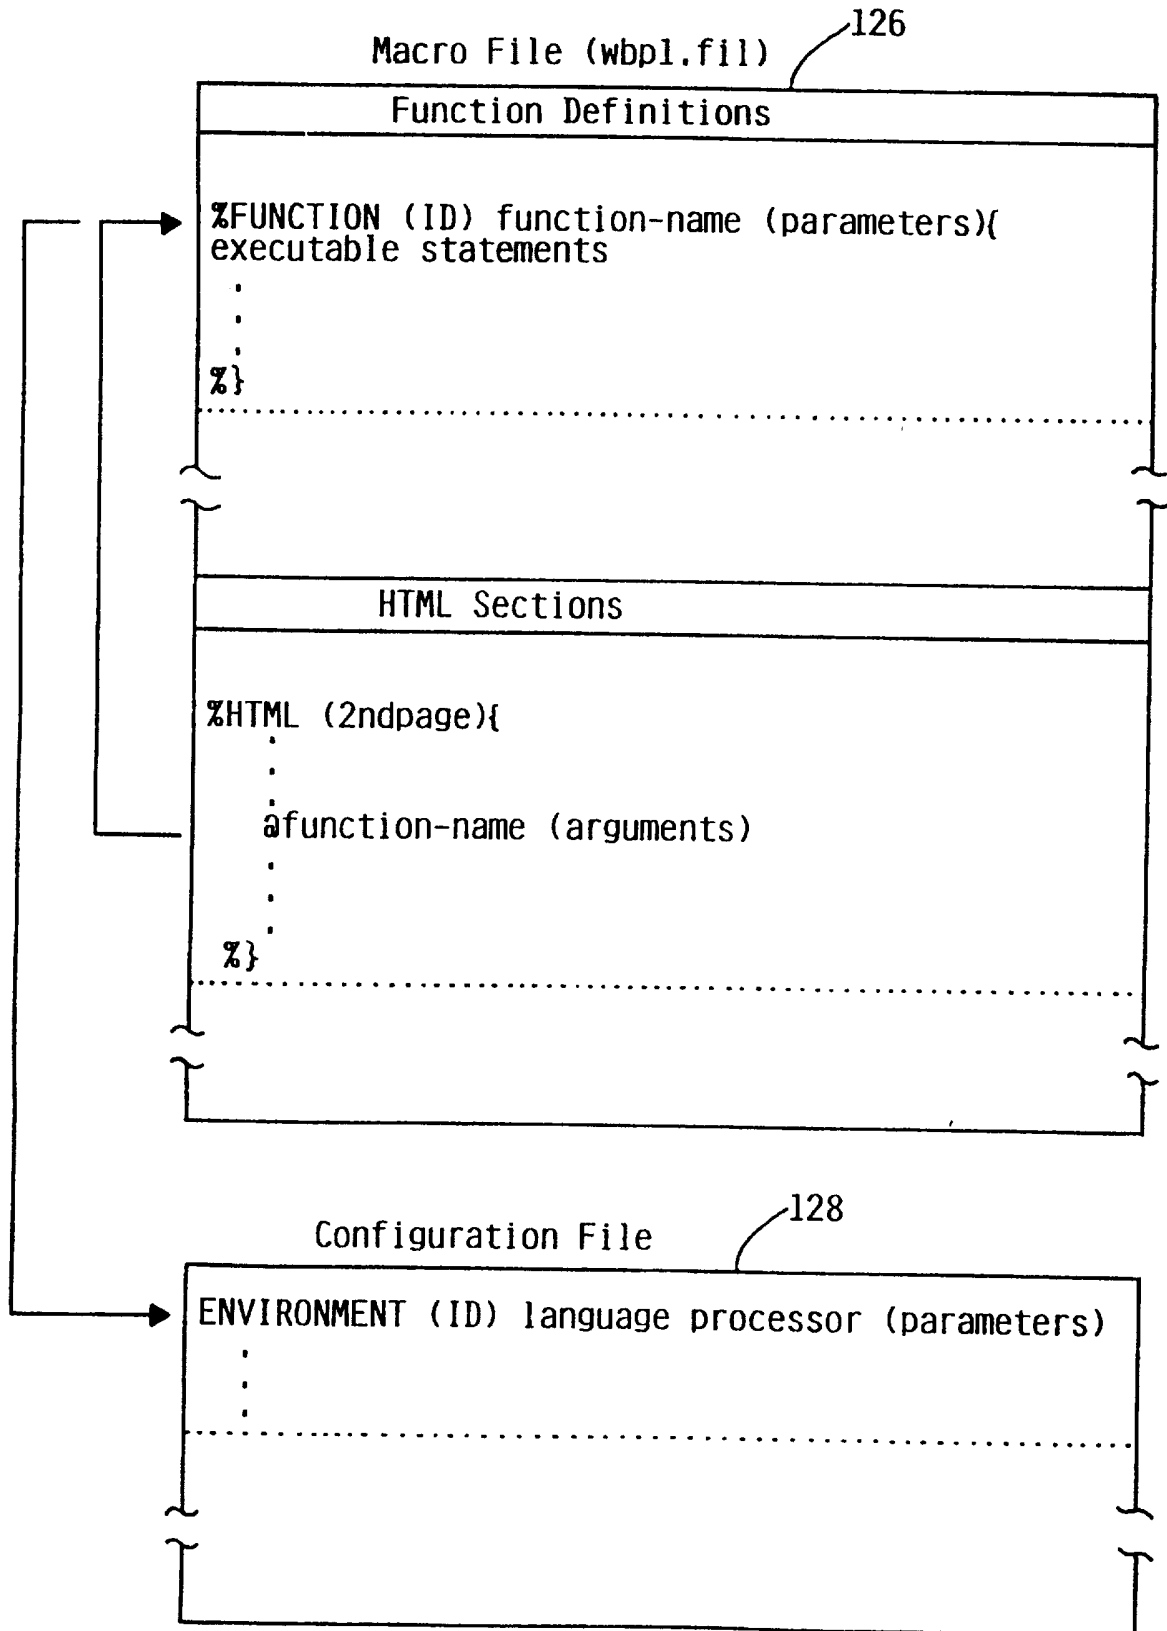 126
Macro File (wbpl.fil)
Function Definitions
%FUNCTION (ID) function-name (parameters){
executable statements
.
.
.
%}
HTML Sections
%HTML (2ndpage){
.
.
.
@function-name (arguments)
.
.
.
%}
128
Configuration File
ENVIRONMENT (ID) language processor (parameters)
.
.
.